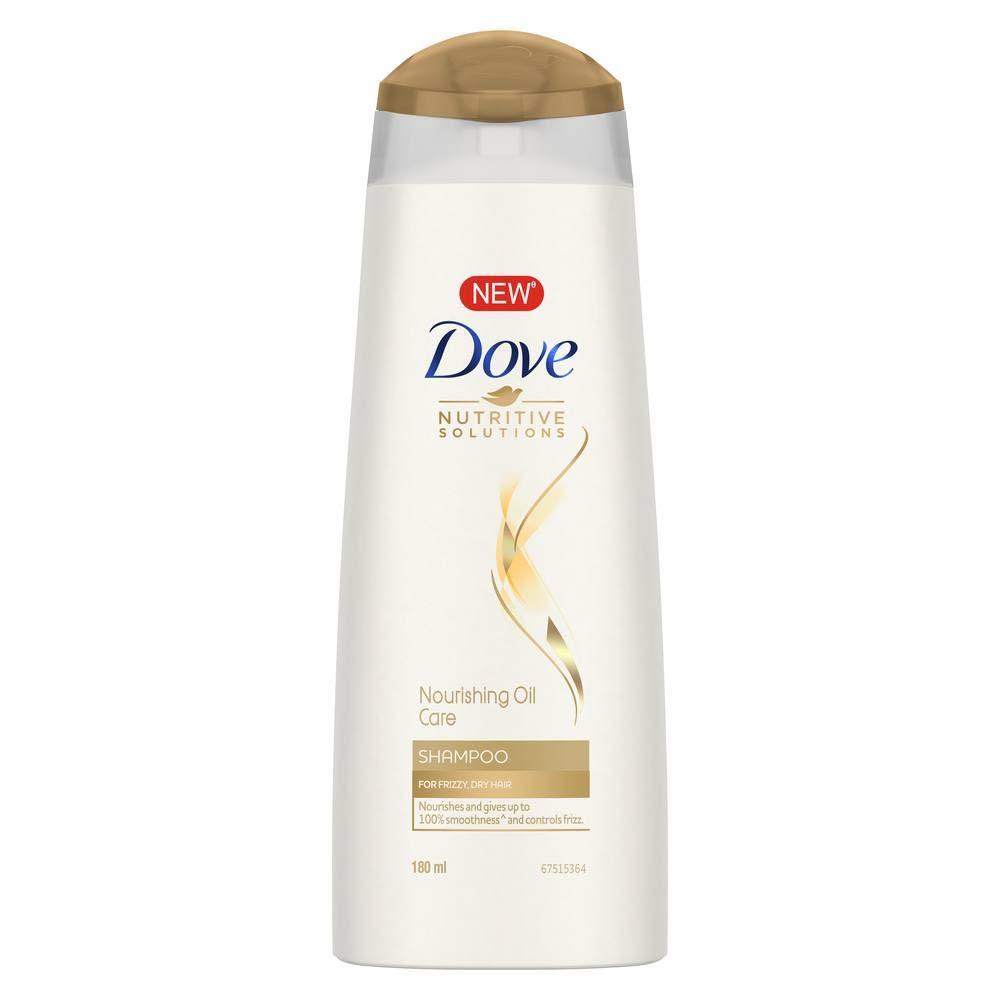 NEW θ
Dove
NUTRITIVE
SOLUTIONS
Nourishing Oil
Care
SHAMPOO
FOR FRIZZY, DRY HAIR
Nourishes and gives up to
100% smoothness^ and controls frizz.
180 ml 67515364